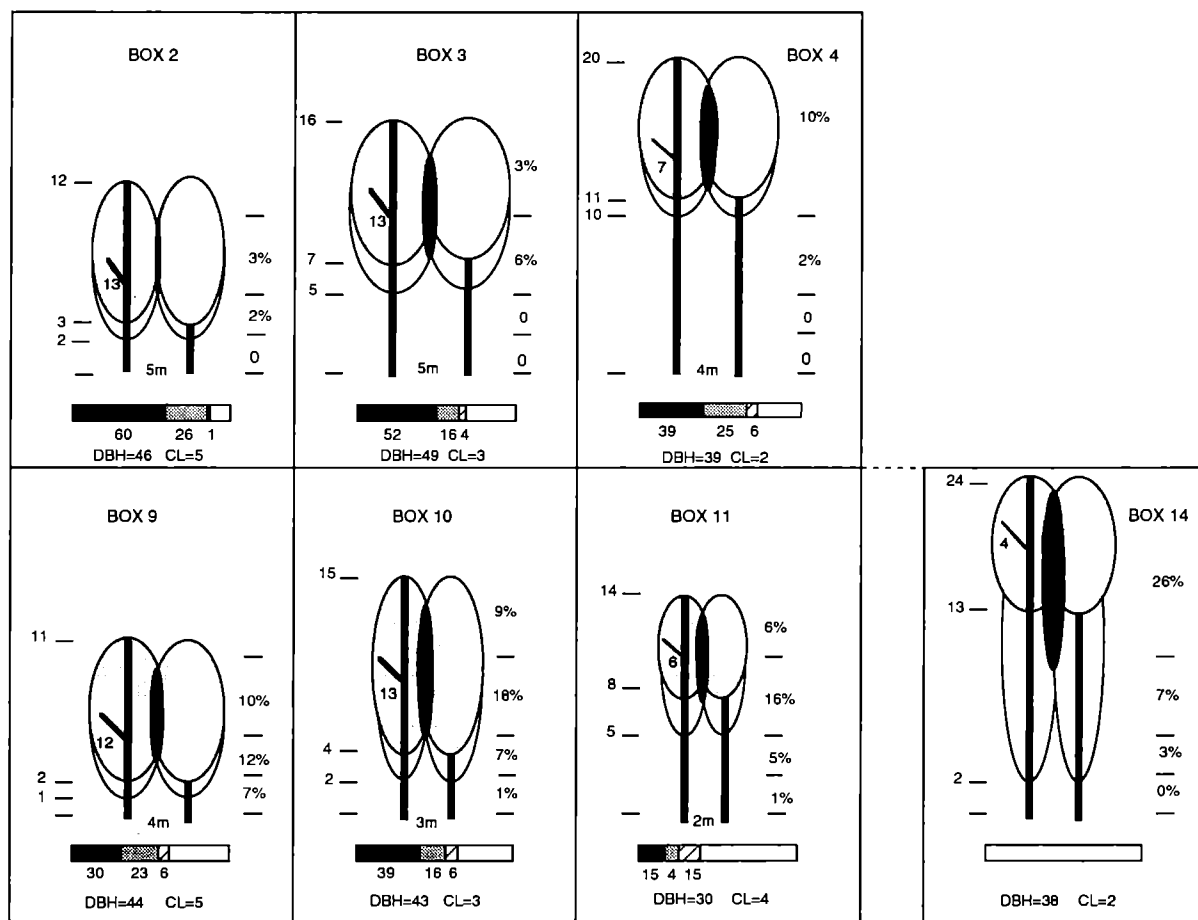 BOX 2
12
13
3
2
3%
2%
0
5m
60 26 1
DBH=46 CL=5
BOX 3
16
13
7
5
3%
6%
0
0
5m
52 16 4
DBH=49 CL=3
BOX 4
20
7
11
10
10%
2%
0
0
4m
39 25 6
DBH=39 CL=2
BOX 9
11
12
2
1
10%
12%
7%
4m
30 23 6
DBH=44 CL=5
BOX 10
15
13
4
2
9%
18%
7%
1%
3m
39 16 6
DBH=43 CL=3
BOX 11
14
6
8
5
6%
16%
5%
1%
2m
15 4 15
DBH=30 CL=4
BOX 14
24
4
13
2
26%
7%
3%
0%
DBH=38 CL=2